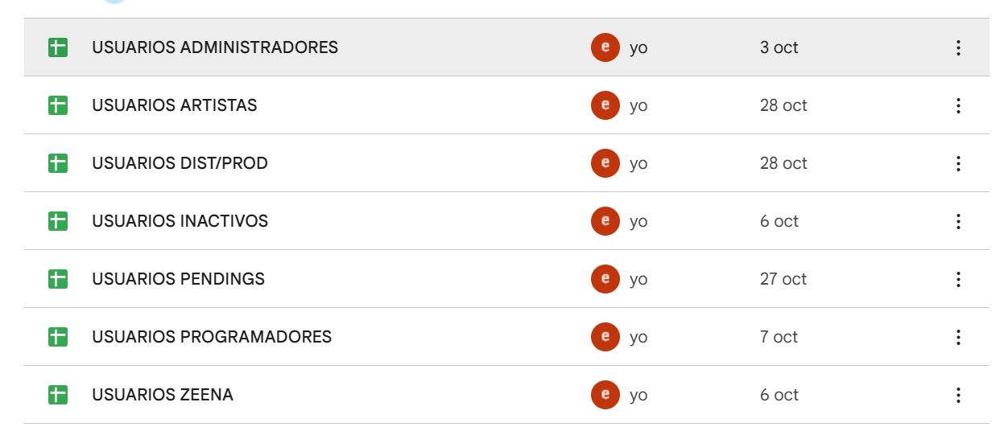 USUARIOS ADMINISTRADORES e yo 3 oct
USUARIOS ARTISTAS e yo 28 oct
USUARIOS DIST/PROD e yo 28 oct
USUARIOS INACTIVOS e yo 6 oct
USUARIOS PENDINGS e yo 27 oct
USUARIOS PROGRAMADORES e yo 7 oct
USUARIOS ZEENA e yo 6 oct